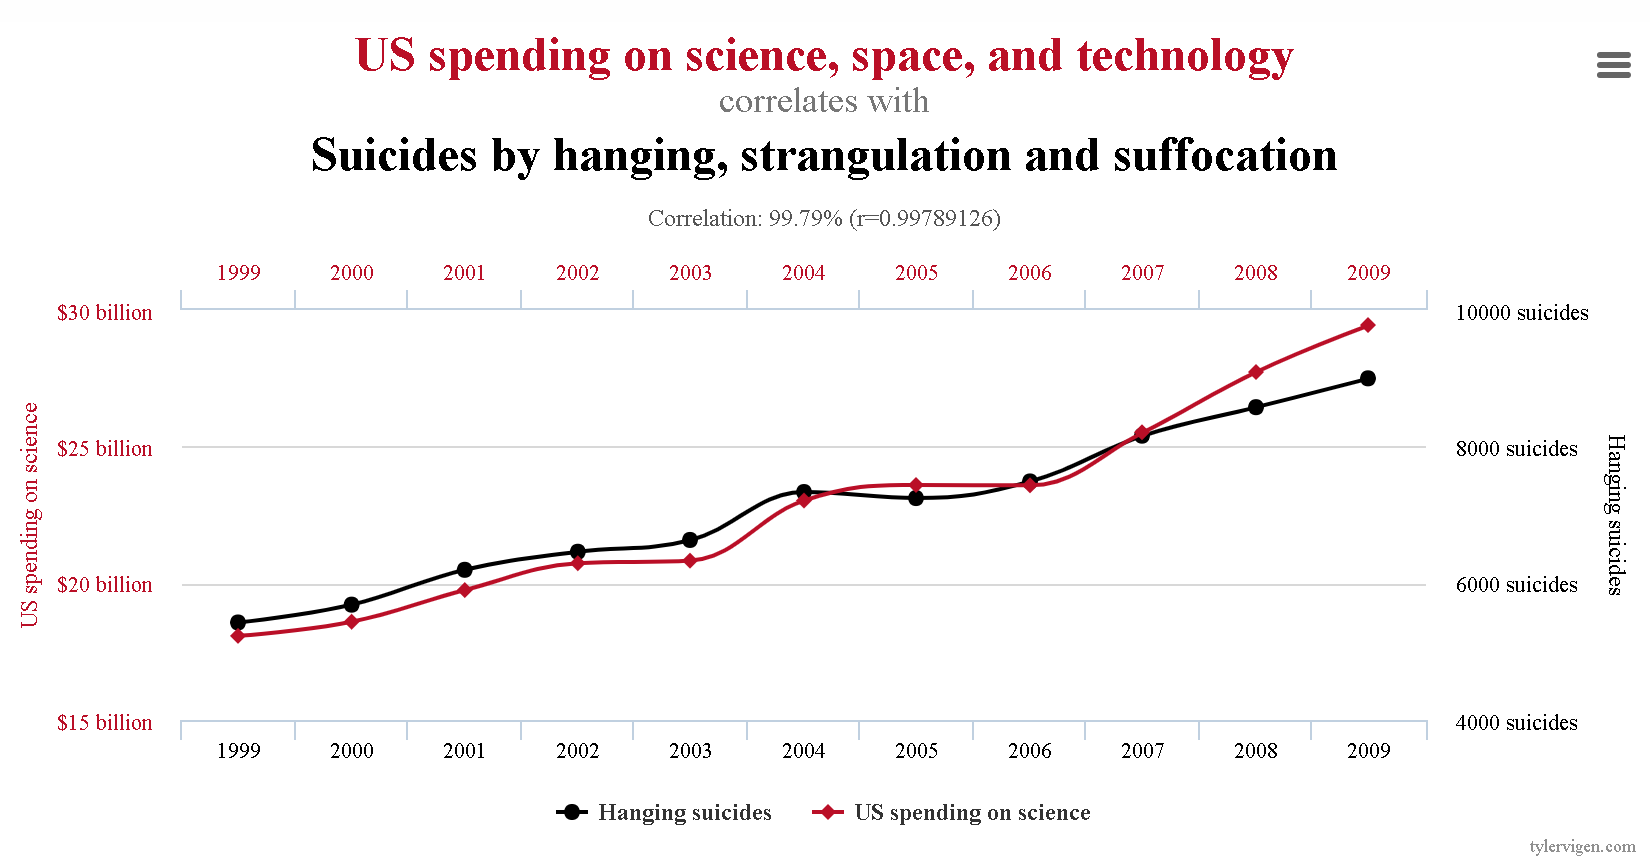 US spending on science, space, and technology
correlates with
Suicides by hanging, strangulation and suffocation
Correlation: 99.79% (r=0.99789126)
1999 2000 2001 2002 2003 2004 2005 2006 2007 2008 2009
$30 billion 10000 suicides
$25 billion 8000 suicides
$20 billion 6000 suicides
$15 billion 4000 suicides
US spending on science
Hanging suicides
1999 2000 2001 2002 2003 2004 2005 2006 2007 2008 2009
Hanging suicides US spending on science
tylervigen.com